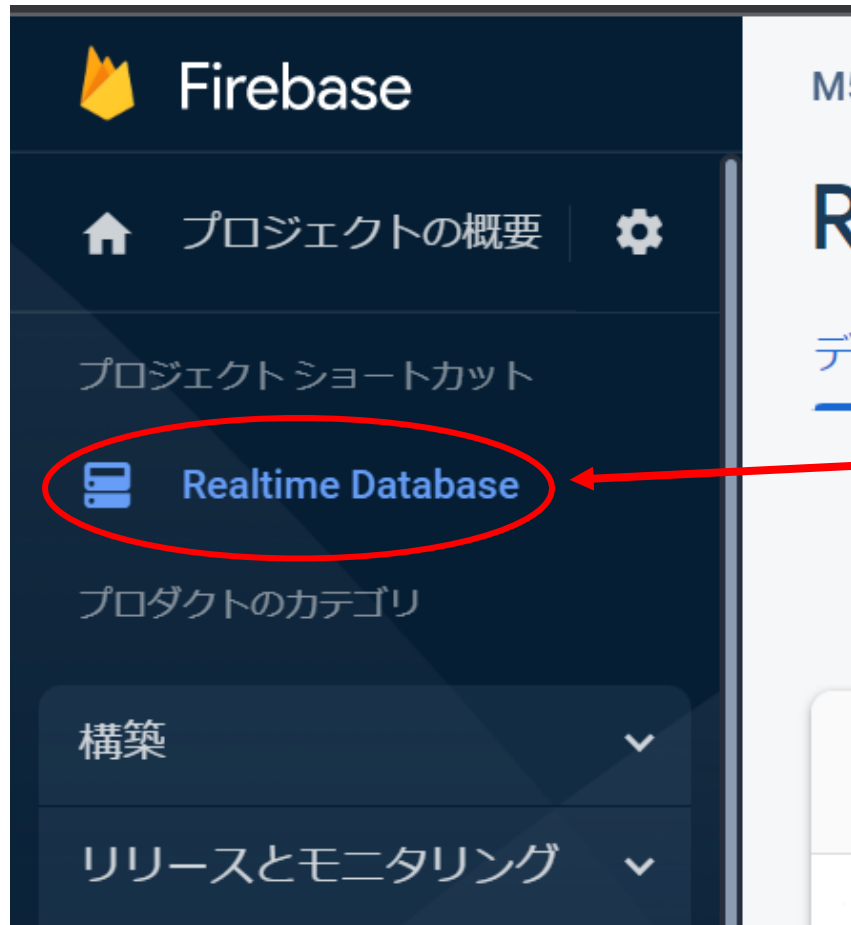 Firebase
プロジェクトの概要
プロジェクト ショートカット
Realtime Database
プロダクトのカテゴリ
構築
リリースとモニタリング